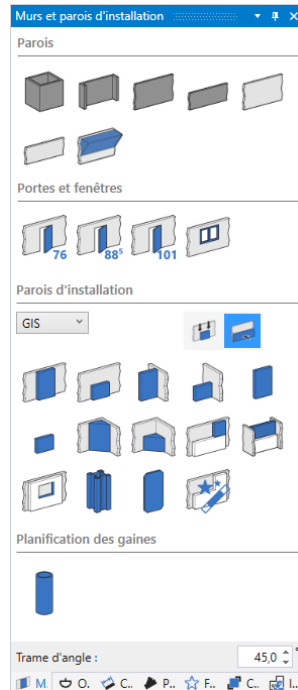 Murs et parois d'installation
Parois
Portes et fenêtres
76 88⁵ 101
Parois d'installation
GIS
Planification des gaines
Trame d'angle : 45,0 °
M. O. C.. P.. F.. C.. I..